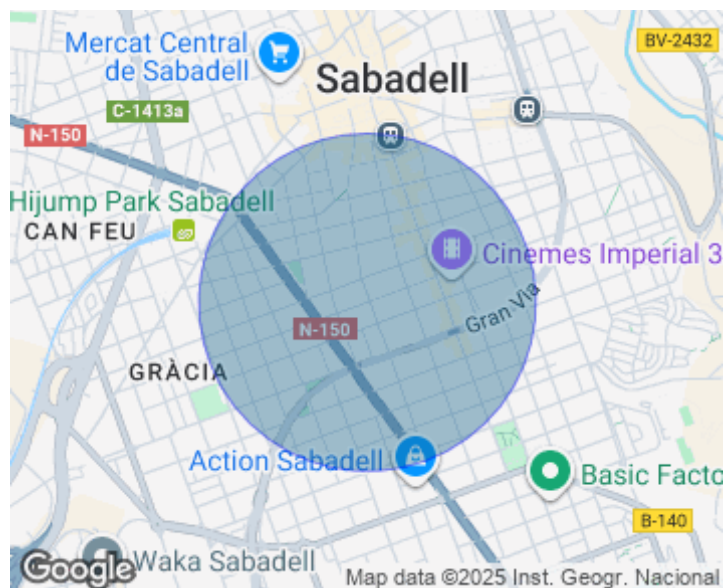 BV-2432
Mercat Central
de Sabadell
Sabadell
C-1413a
N-150
Hijump Park Sabadell
CAN FEU
Cinemes Imperial 3
Gran Via
N-150
GRÀCIA
Action Sabadell
Basic Facto
B-140
Waka Sabadell
Google
Map data ©2025 Inst. Geogr. Nacional